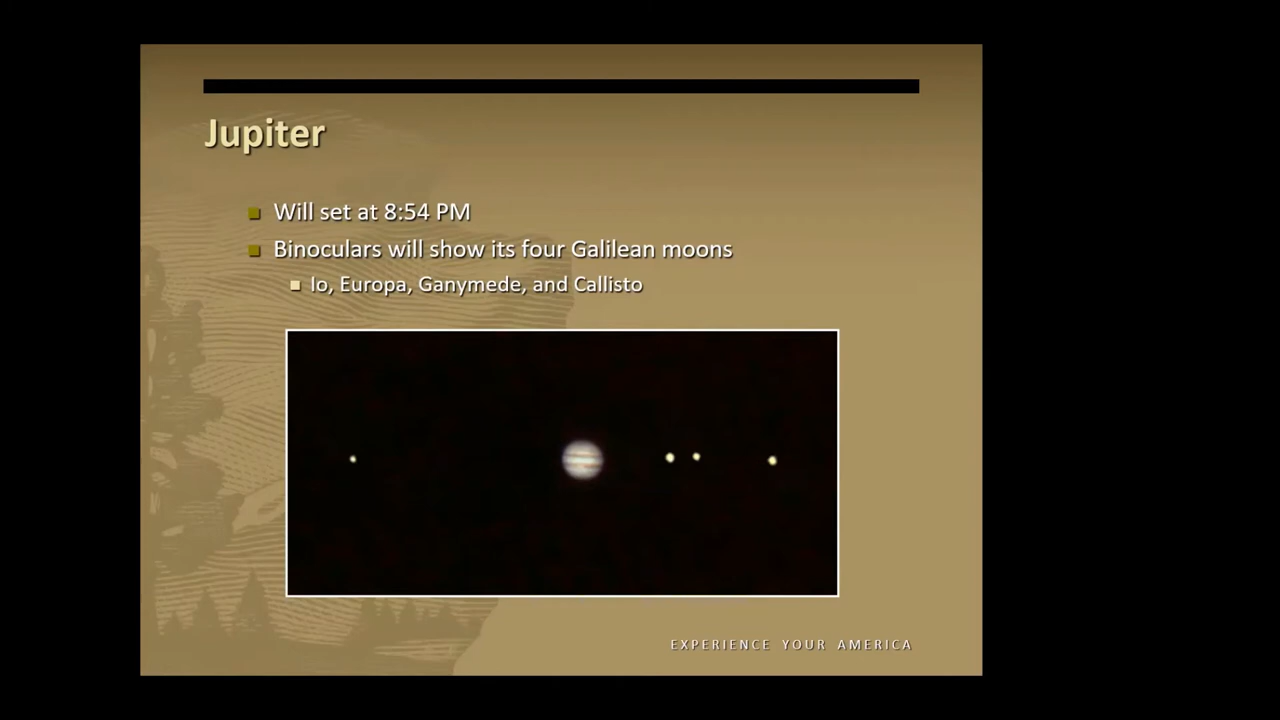 Jupiter
Will set at 8:54 PM
Binoculars will show its four Galilean moons
Io, Europa, Ganymede, and Callisto
EXPERIENCE YOUR AMERICA